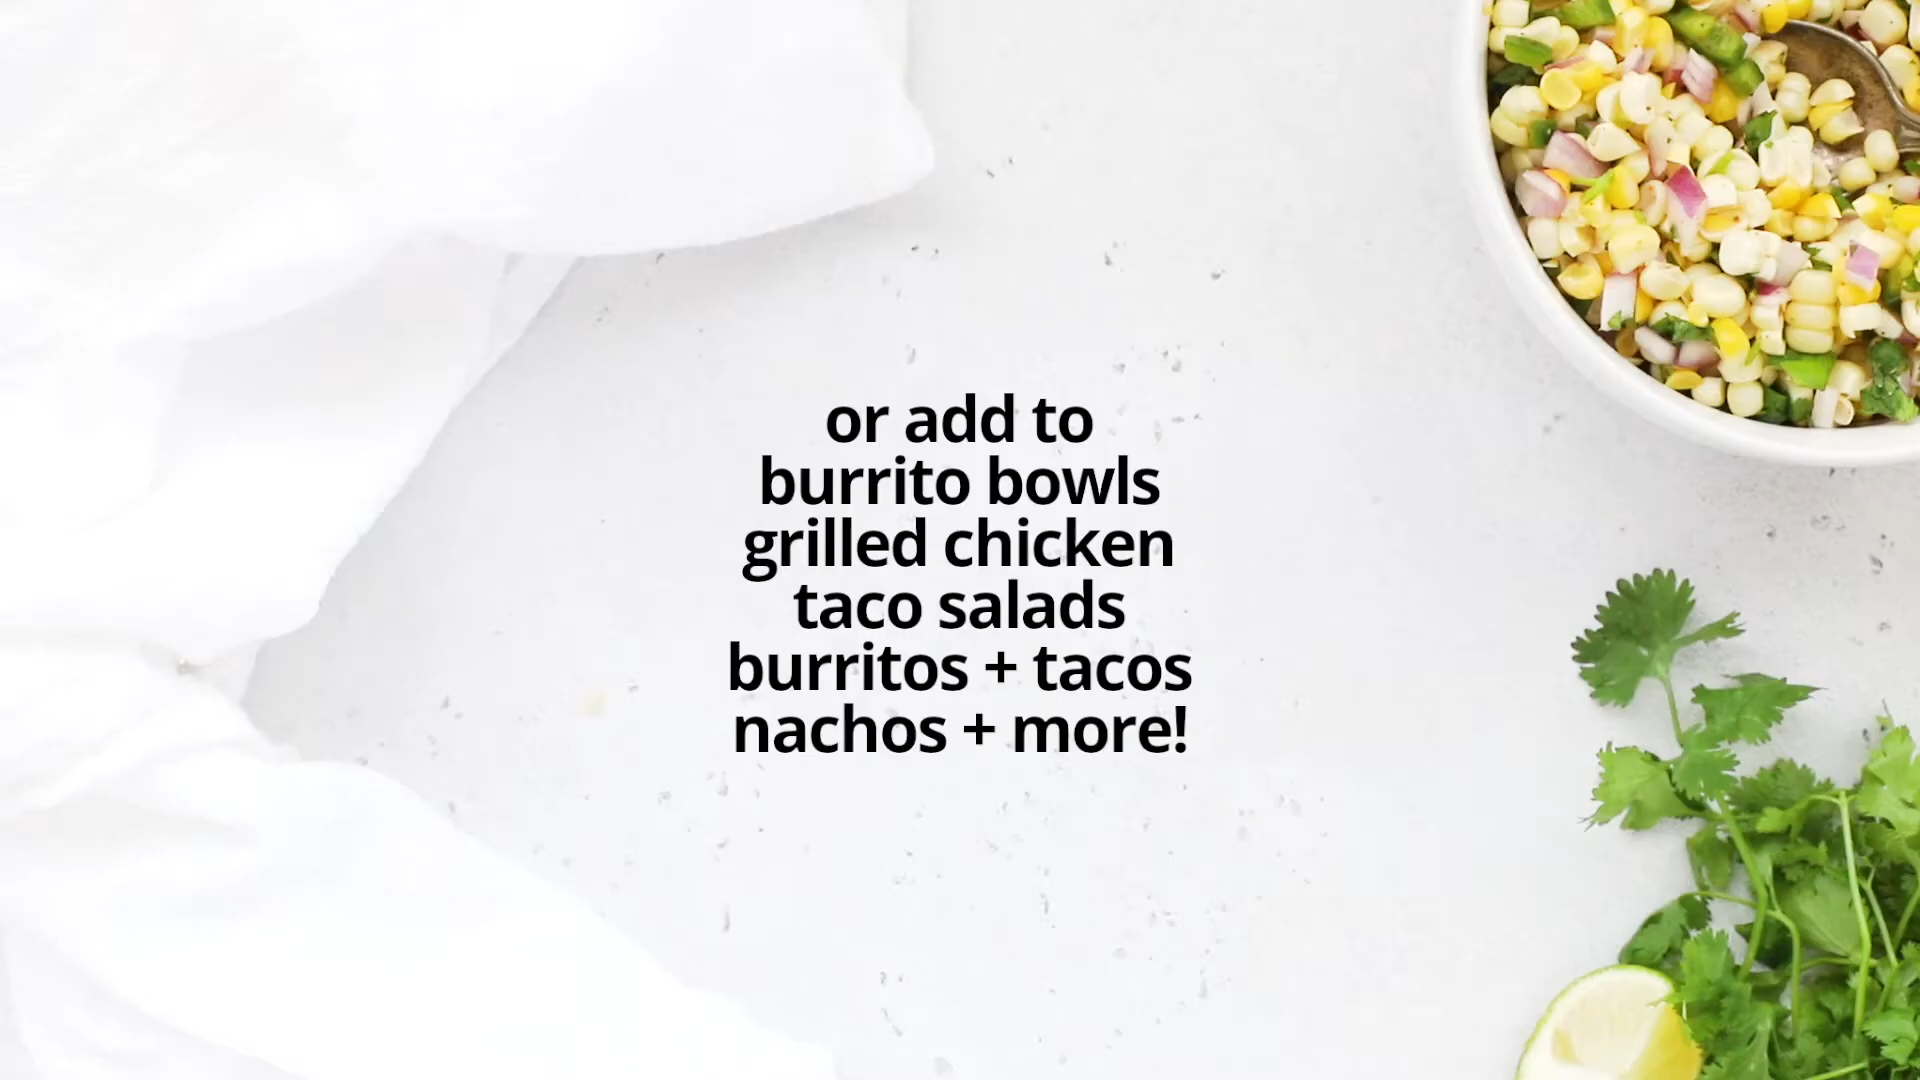 or add to
burrito bowls
grilled chicken
taco salads
burritos + tacos
nachos + more!